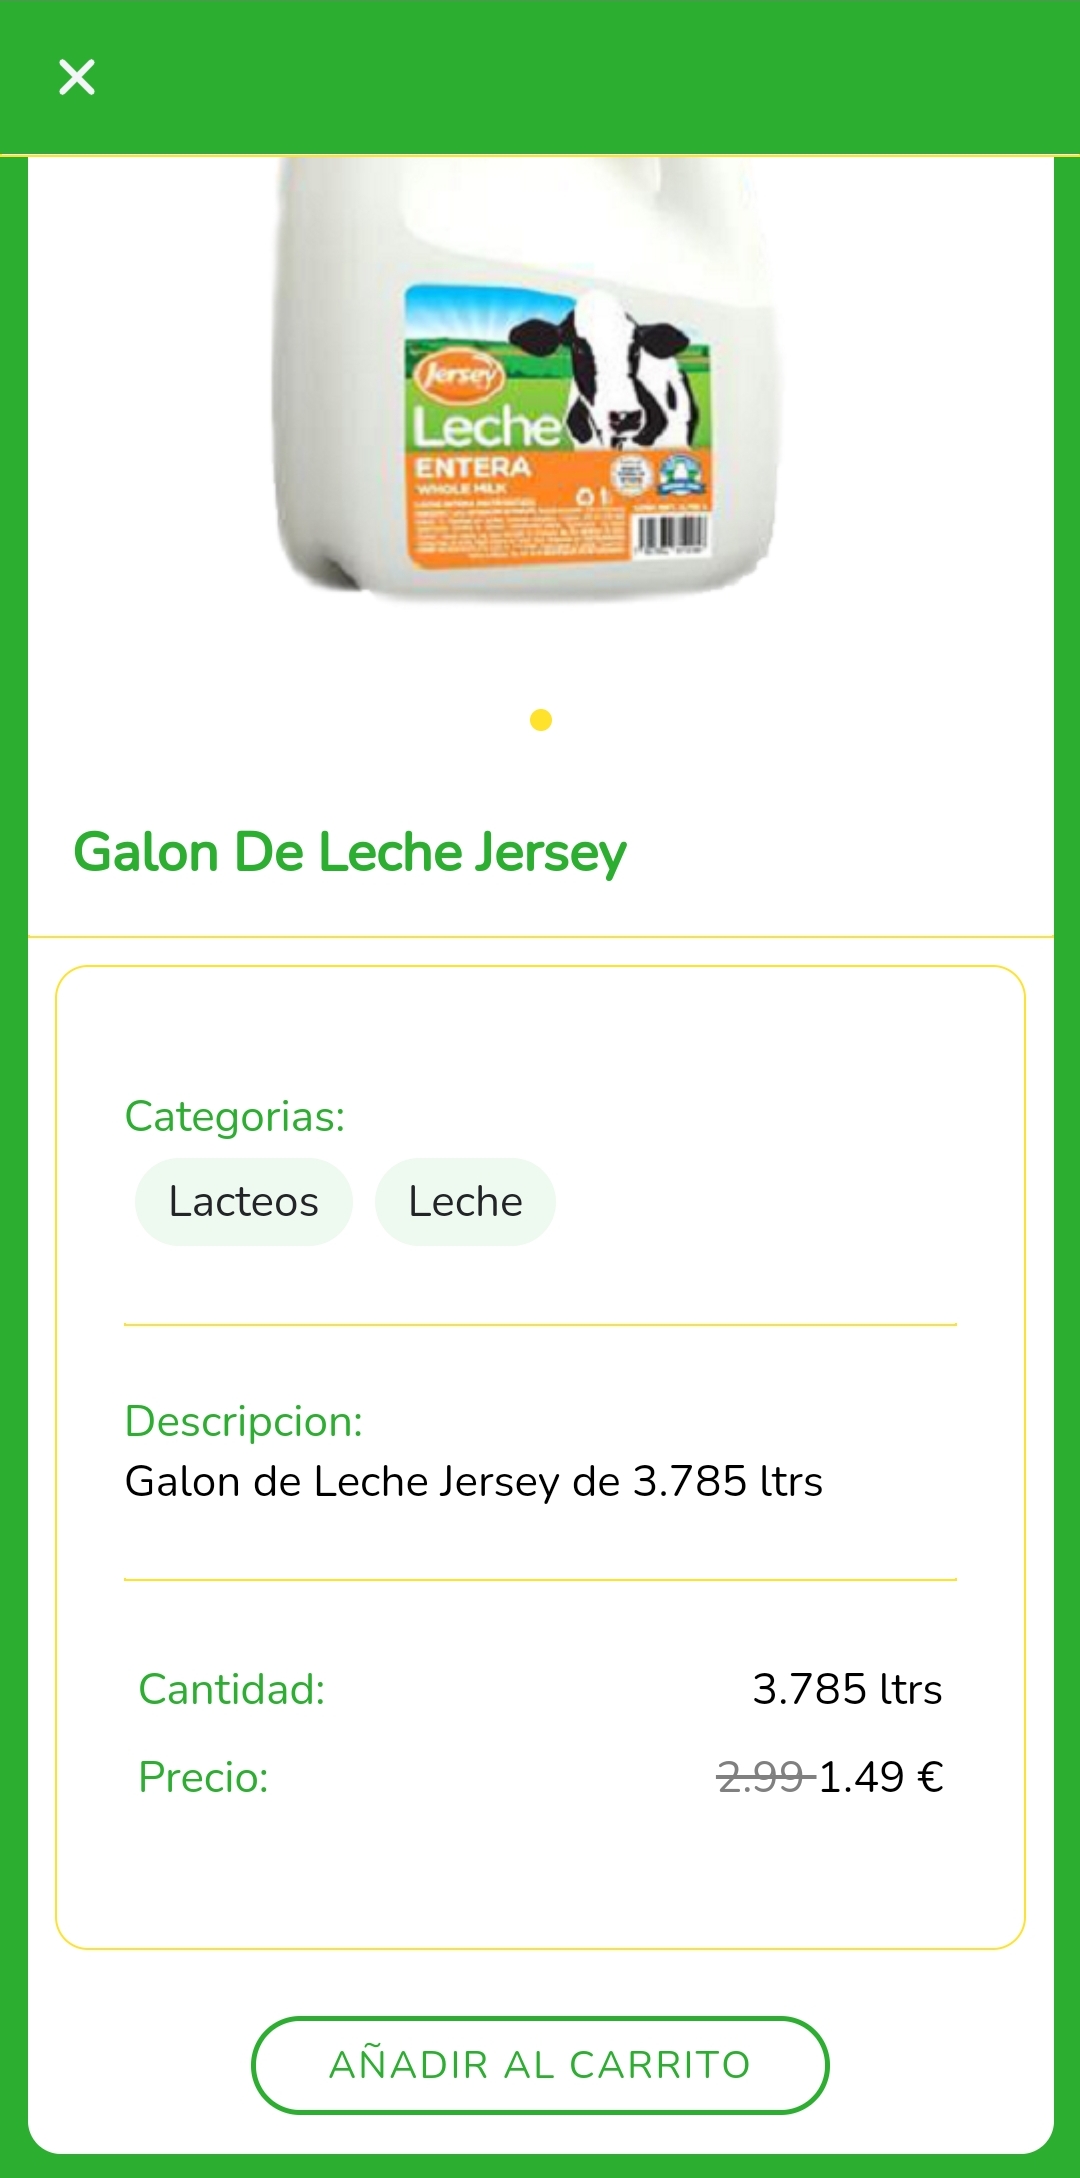 Jersey
Leche
ENTERA
WHOLE MILK
Galon De Leche Jersey
Categorias:
Lacteos Leche
Descripcion:
Galon de Leche Jersey de 3.785 ltrs
Cantidad: 3.785 ltrs
Precio: 2.99 1.49 €
AÑADIR AL CARRITO